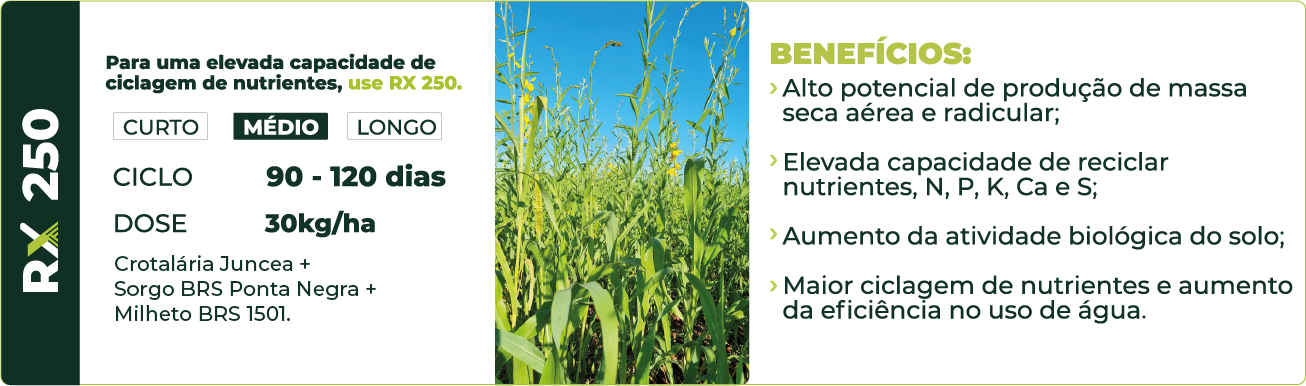 RX 250
Para uma elevada capacidade de
ciclagem de nutrientes, use RX 250.
CURTO MÉDIO LONGO
CICLO 90 - 120 dias
DOSE 30kg/ha
Crotalária Juncea +
Sorgo BRS Ponta Negra +
Milheto BRS 1501.
BENEFÍCIOS:
› Alto potencial de produção de massa
seca aérea e radicular;
› Elevada capacidade de reciclar
nutrientes, N, P, K, Ca e S;
› Aumento da atividade biológica do solo;
› Maior ciclagem de nutrientes e aumento
da eficiência no uso de água.